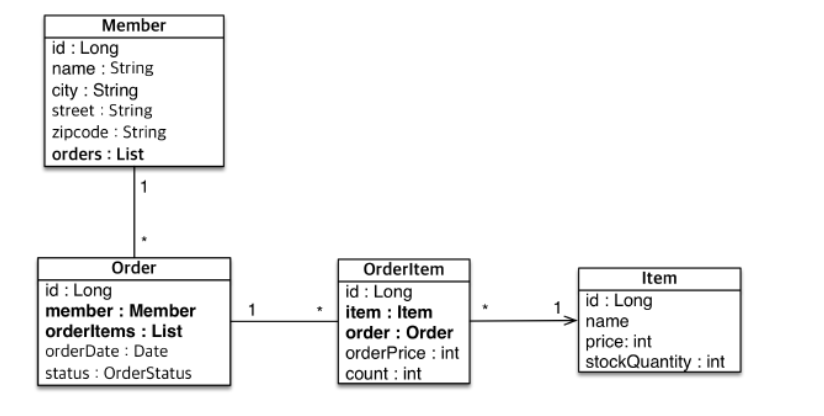 Member
id : Long
name : String
city : String
street : String
zipcode : String
orders : List
1
*
Order
id : Long
member : Member
orderItems : List
orderDate : Date
status : OrderStatus
1
*
OrderItem
id : Long
item : Item
order : Order
orderPrice : int
count : int
*
1
Item
id : Long
name
price: int
stockQuantity : int